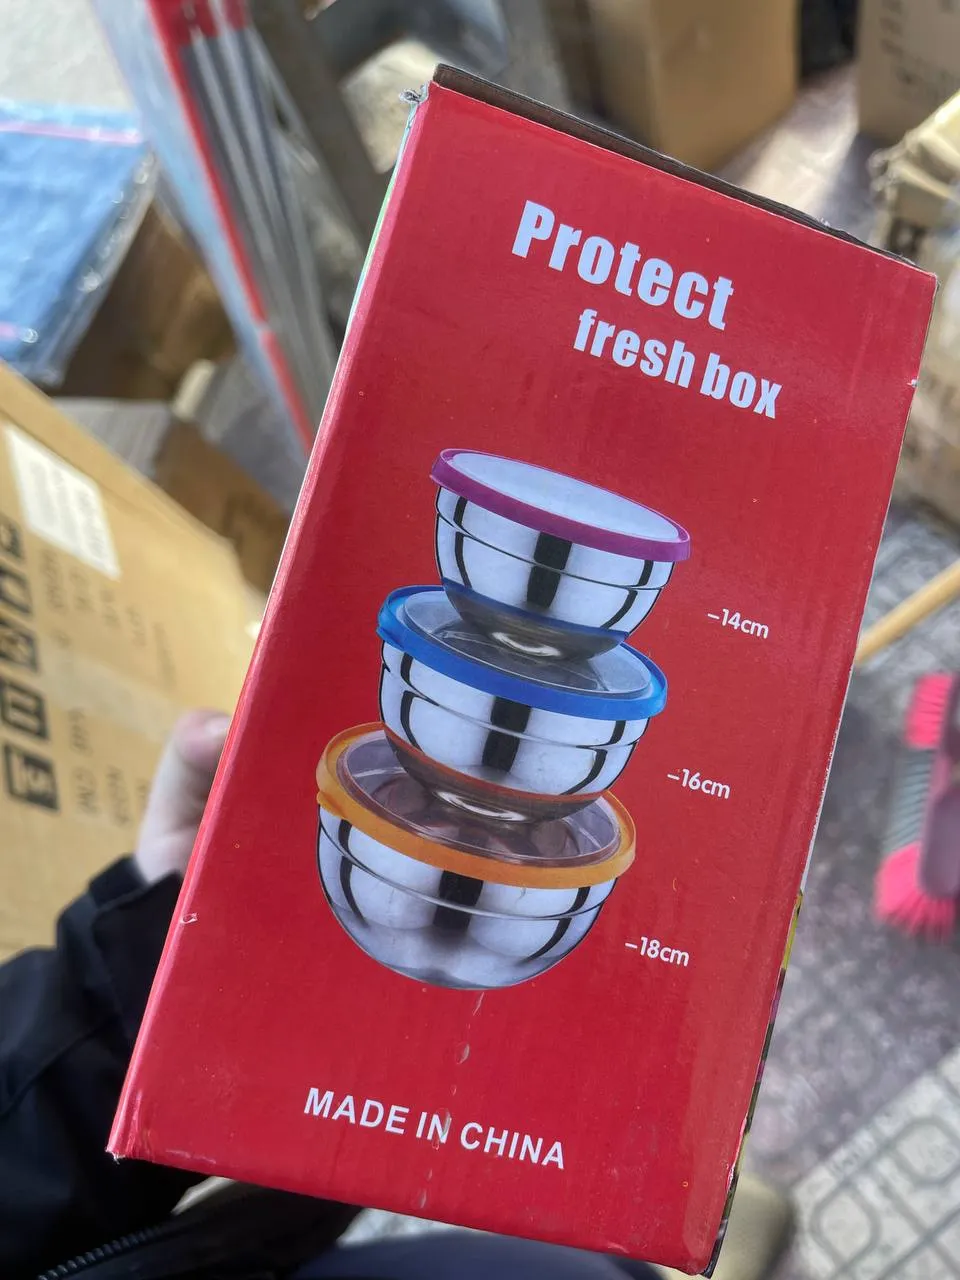 Protect
fresh box
–14cm
–16cm
–18cm
MADE IN CHINA